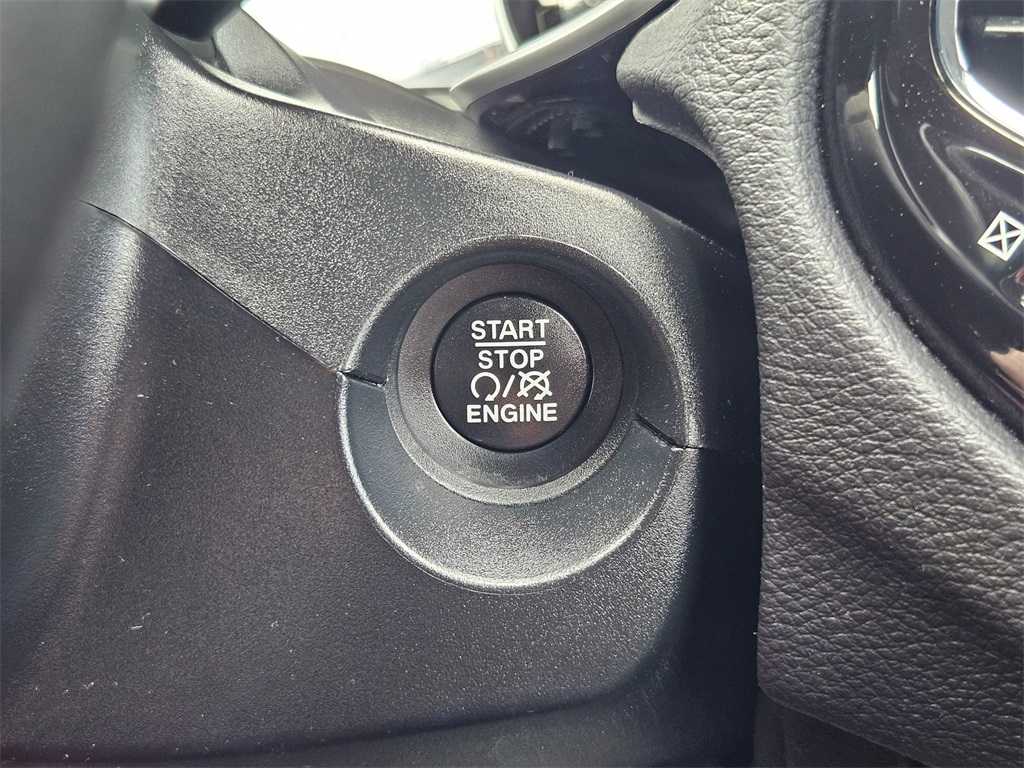 START
STOP
/
ENGINE